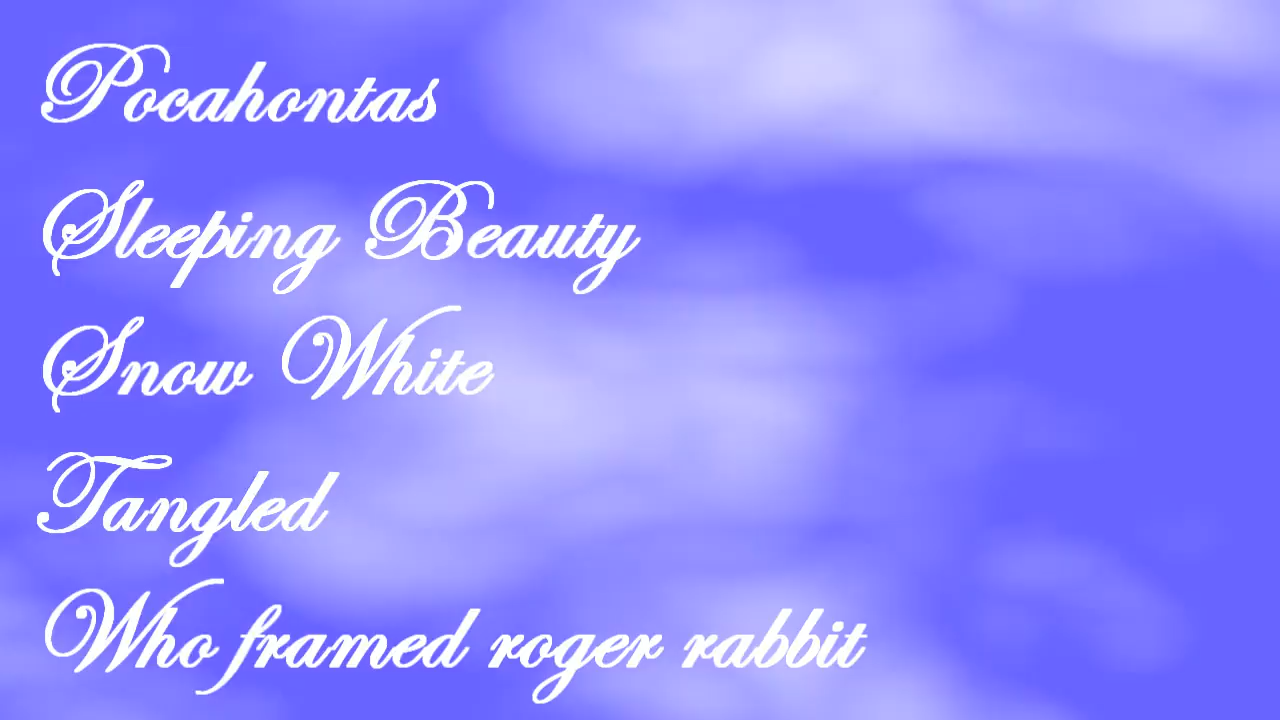 Pocahontas
Sleeping Beauty
Snow White
Tangled
Who framed roger rabbit